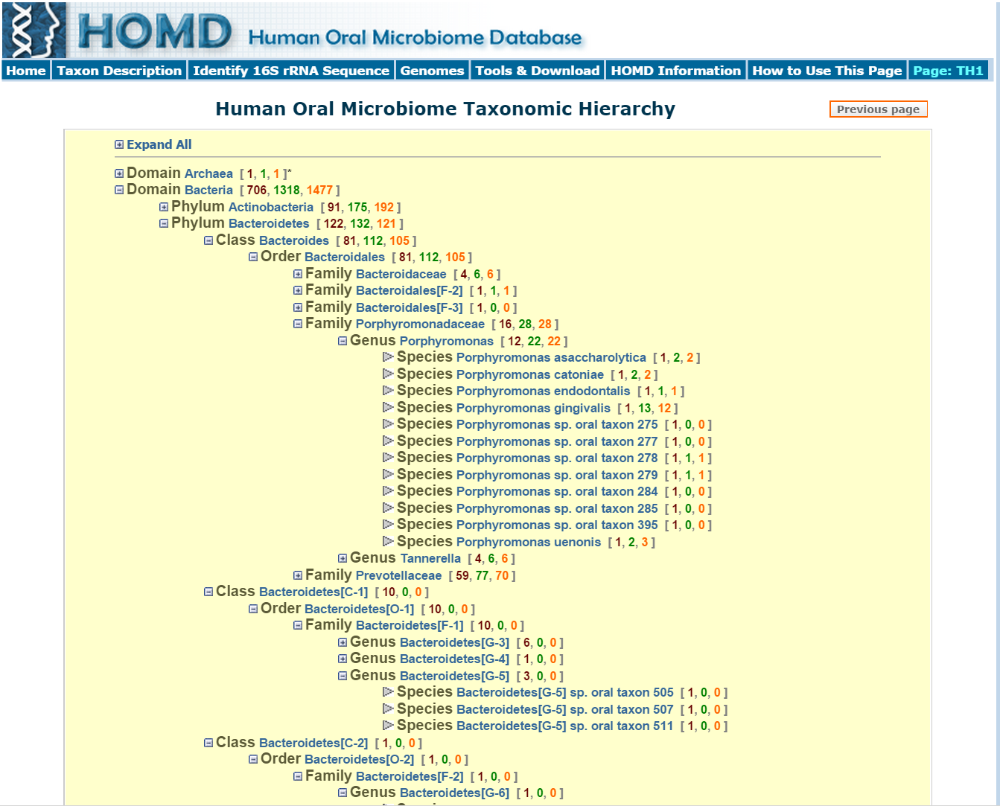 HOMD Human Oral Microbiome Database
Home Taxon Description Identify 16S rRNA Sequence Genomes Tools & Download HOMD Information How to Use This Page Page: TH1
Human Oral Microbiome Taxonomic Hierarchy Previous page
Expand All
Domain Archaea [ 1, 1, 1 ]*
Domain Bacteria [ 706, 1318, 1477 ]
Phylum Actinobacteria [ 91, 175, 192 ]
Phylum Bacteroidetes [ 122, 132, 121 ]
Class Bacteroides [ 81, 112, 105 ]
Order Bacteroidales [ 81, 112, 105 ]
Family Bacteroidaceae [ 4, 6, 6 ]
Family Bacteroidales[F-2] [ 1, 1, 1 ]
Family Bacteroidales[F-3] [ 1, 0, 0 ]
Family Porphyromonadaceae [ 16, 28, 28 ]
Genus Porphyromonas [ 12, 22, 22 ]
Species Porphyromonas asaccharolytica [ 1, 2, 2 ]
Species Porphyromonas catoniae [ 1, 2, 2 ]
Species Porphyromonas endodontalis [ 1, 1, 1 ]
Species Porphyromonas gingivalis [ 1, 13, 12 ]
Species Porphyromonas sp. oral taxon 275 [ 1, 0, 0 ]
Species Porphyromonas sp. oral taxon 277 [ 1, 0, 0 ]
Species Porphyromonas sp. oral taxon 278 [ 1, 1, 1 ]
Species Porphyromonas sp. oral taxon 279 [ 1, 1, 1 ]
Species Porphyromonas sp. oral taxon 284 [ 1, 0, 0 ]
Species Porphyromonas sp. oral taxon 285 [ 1, 0, 0 ]
Species Porphyromonas sp. oral taxon 395 [ 1, 0, 0 ]
Species Porphyromonas uenonis [ 1, 2, 3 ]
Genus Tannerella [ 4, 6, 6 ]
Family Prevotellaceae [ 59, 77, 70 ]
Class Bacteroidetes[C-1] [ 10, 0, 0 ]
Order Bacteroidetes[O-1] [ 10, 0, 0 ]
Family Bacteroidetes[F-1] [ 10, 0, 0 ]
Genus Bacteroidetes[G-3] [ 6, 0, 0 ]
Genus Bacteroidetes[G-4] [ 1, 0, 0 ]
Genus Bacteroidetes[G-5] [ 3, 0, 0 ]
Species Bacteroidetes[G-5] sp. oral taxon 505 [ 1, 0, 0 ]
Species Bacteroidetes[G-5] sp. oral taxon 507 [ 1, 0, 0 ]
Species Bacteroidetes[G-5] sp. oral taxon 511 [ 1, 0, 0 ]
Class Bacteroidetes[C-2] [ 1, 0, 0 ]
Order Bacteroidetes[O-2] [ 1, 0, 0 ]
Family Bacteroidetes[F-2] [ 1, 0, 0 ]
Genus Bacteroidetes[G-6] [ 1, 0, 0 ]